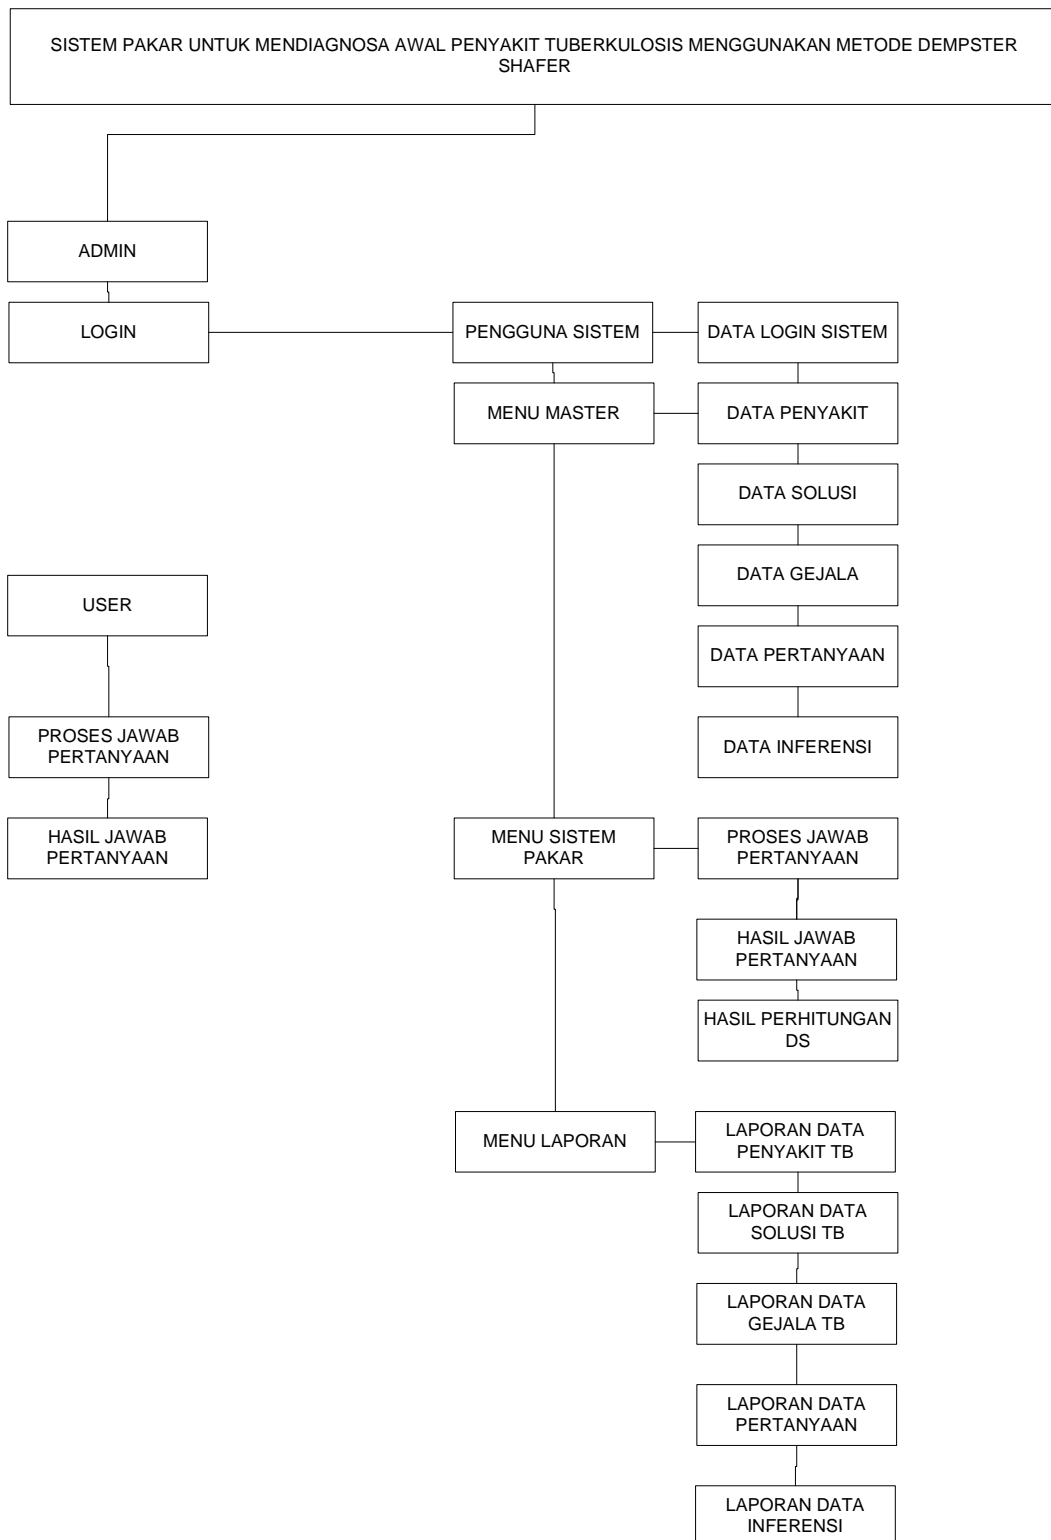 SISTEM PAKAR UNTUK MENDIAGNOSA AWAL PENYAKIT TUBERKULOSIS MENGGUNAKAN METODE DEMPSTER
SHAFER
ADMIN
LOGIN
PENGGUNA SISTEM
DATA LOGIN SISTEM
MENU MASTER
DATA PENYAKIT
DATA SOLUSI
DATA GEJALA
USER
DATA PERTANYAAN
PROSES JAWAB
PERTANYAAN
DATA INFERENSI
HASIL JAWAB
PERTANYAAN
MENU SISTEM
PAKAR
PROSES JAWAB
PERTANYAAN
HASIL JAWAB
PERTANYAAN
HASIL PERHITUNGAN
DS
MENU LAPORAN
LAPORAN DATA
PENYAKIT TB
LAPORAN DATA
SOLUSI TB
LAPORAN DATA
GEJALA TB
LAPORAN DATA
PERTANYAAN
LAPORAN DATA
INFERENSI